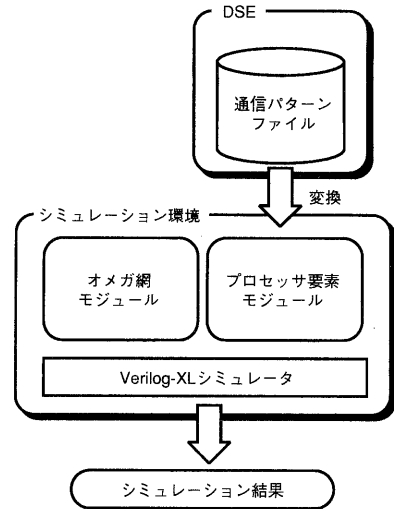 DSE
通信パターン
ファイル
変換
シミュレーション環境
オメガ網
モジュール
プロセッサ要素
モジュール
Verilog-XLシミュレータ
シミュレーション結果